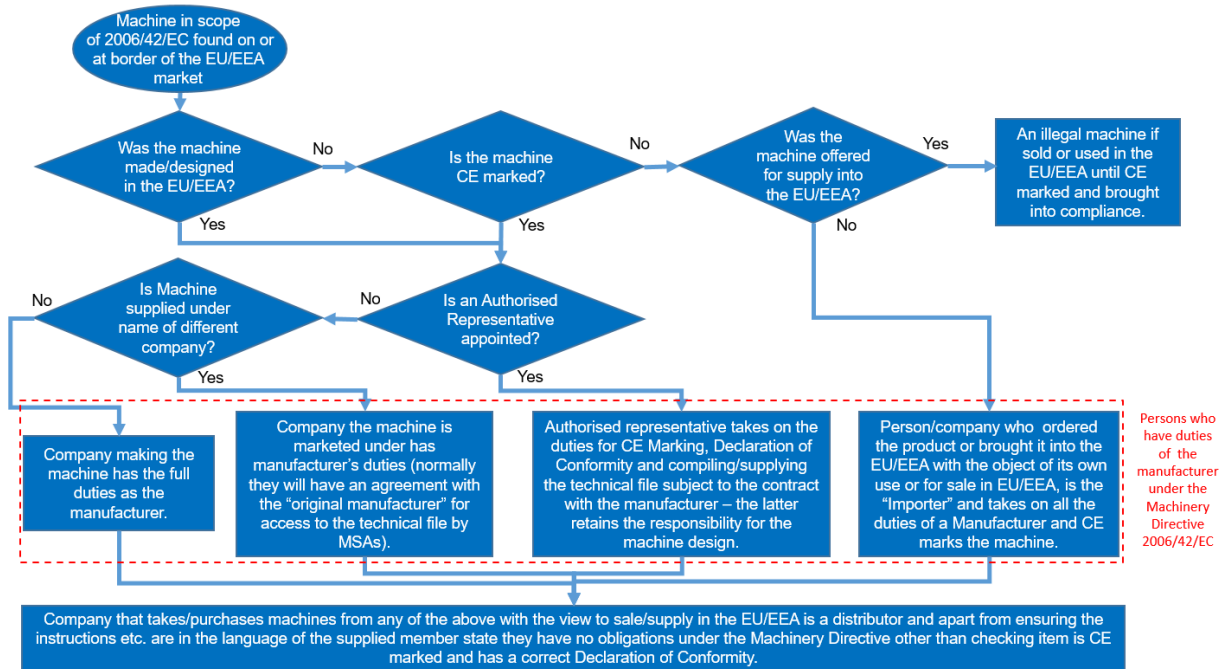 Machine in scope
of 2006/42/EC found on or
at border of the EU/EEA
market
Was the machine
made/designed
in the EU/EEA?
No
Is the machine
CE marked?
No
Was the
machine offered
for supply into
the EU/EEA?
Yes
An illegal machine if
sold or used in the
EU/EEA until CE
marked and brought
into compliance.
Yes
Yes
No
No
Is Machine
supplied under
name of different
company?
No
Is an Authorised
Representative
appointed?
Yes
Yes
Company making the
machine has the full
duties as the
manufacturer.
Company the machine is
marketed under has
manufacturer's duties (normally
they will have an agreement with
the “original manufacturer” for
access to the technical file by
MSAs).
Authorised representative takes on the
duties for CE Marking, Declaration of
Conformity and compiling/supplying
the technical file subject to the contract
with the manufacturer – the latter
retains the responsibility for the
machine design.
Person/company who ordered
the product or brought it into the
EU/EEA with the object of its own
use or for sale in EU/EEA, is the
“Importer” and takes on all the
duties of a Manufacturer and CE
marks the machine.
Persons who
have duties
of the
manufacturer
under the
Machinery
Directive
2006/42/EC
Company that takes/purchases machines from any of the above with the view to sale/supply in the EU/EEA is a distributor and apart from ensuring the
instructions etc. are in the language of the supplied member state they have no obligations under the Machinery Directive other than checking item is CE
marked and has a correct Declaration of Conformity.